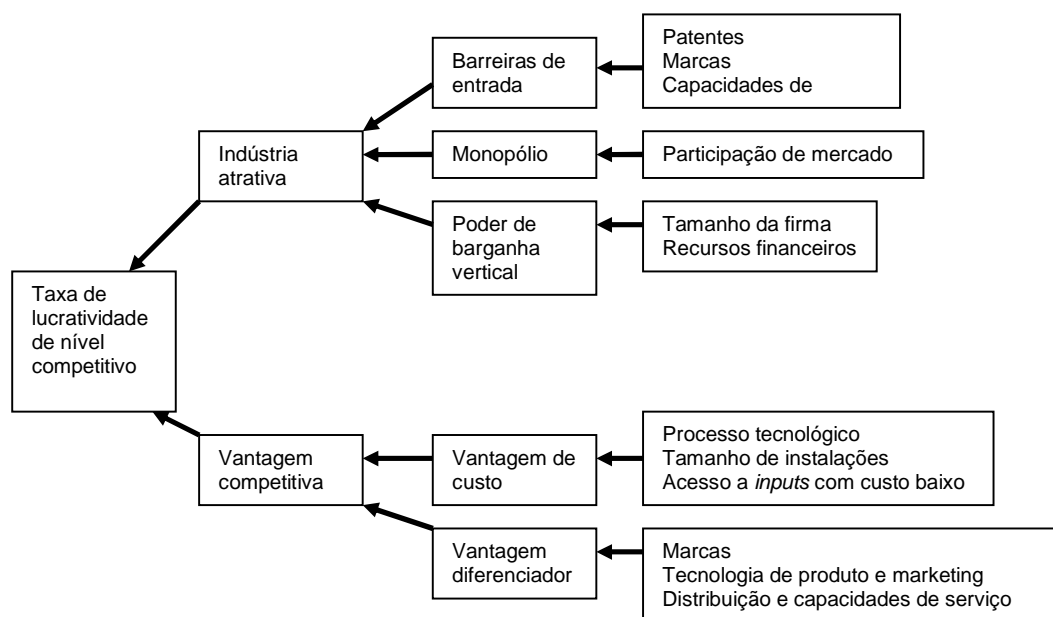 Patentes
Marcas
Capacidades de
Barreiras de
entrada
Indústria
atrativa
Monopólio
Participação de mercado
Poder de
barganha
vertical
Tamanho da firma
Recursos financeiros
Taxa de
lucratividade
de nível
competitivo
Vantagem
competitiva
Vantagem de
custo
Processo tecnológico
Tamanho de instalações
Acesso a inputs com custo baixo
Vantagem
diferenciador
Marcas
Tecnologia de produto e marketing
Distribuição e capacidades de serviço